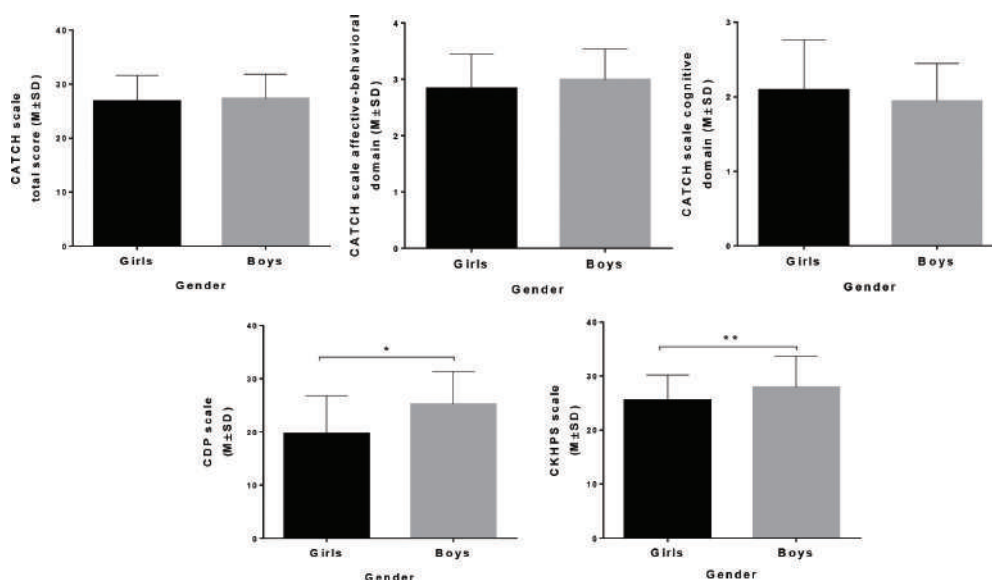 CATCH scale
total score (M±SD)
40
30
20
10
0
Girls
Boys
Gender
CATCH scale affective-behavioral
domain (M±SD)
4
3
2
1
0
Girls
Boys
Gender
CATCH scale cognitive
domain (M±SD)
3
2
1
0
Girls
Boys
Gender
CDP scale
(M±SD)
40
30
20
10
0
*
Girls
Boys
Gender
CKHPS scale
(M±SD)
40
30
20
10
0
**
Girls
Boys
Gender